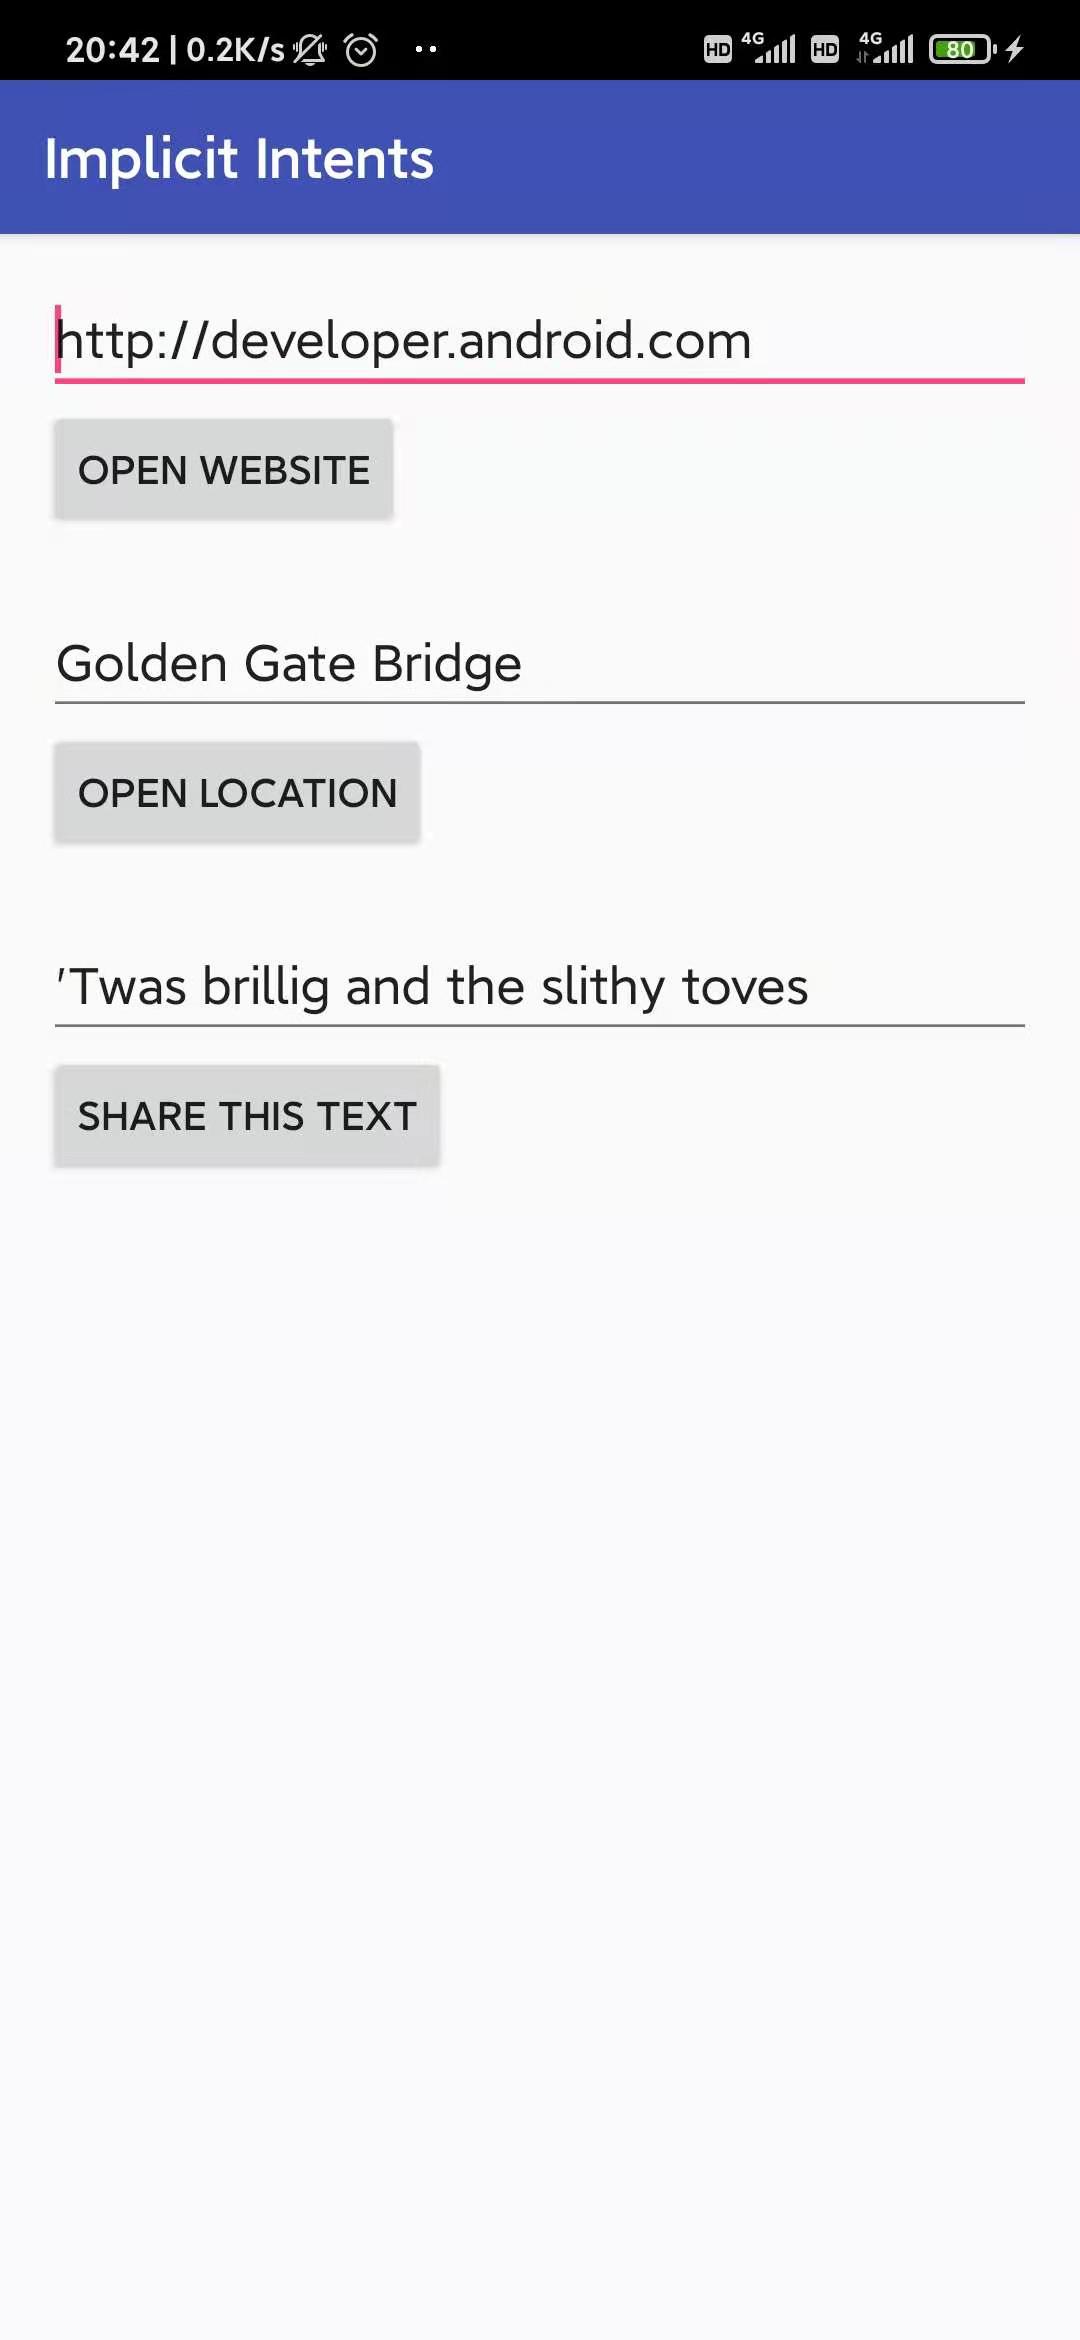 20:42 | 0.2K/s HD 4G HD 4G 80
Implicit Intents
http://developer.android.com
OPEN WEBSITE
Golden Gate Bridge
OPEN LOCATION
'Twas brillig and the slithy toves
SHARE THIS TEXT